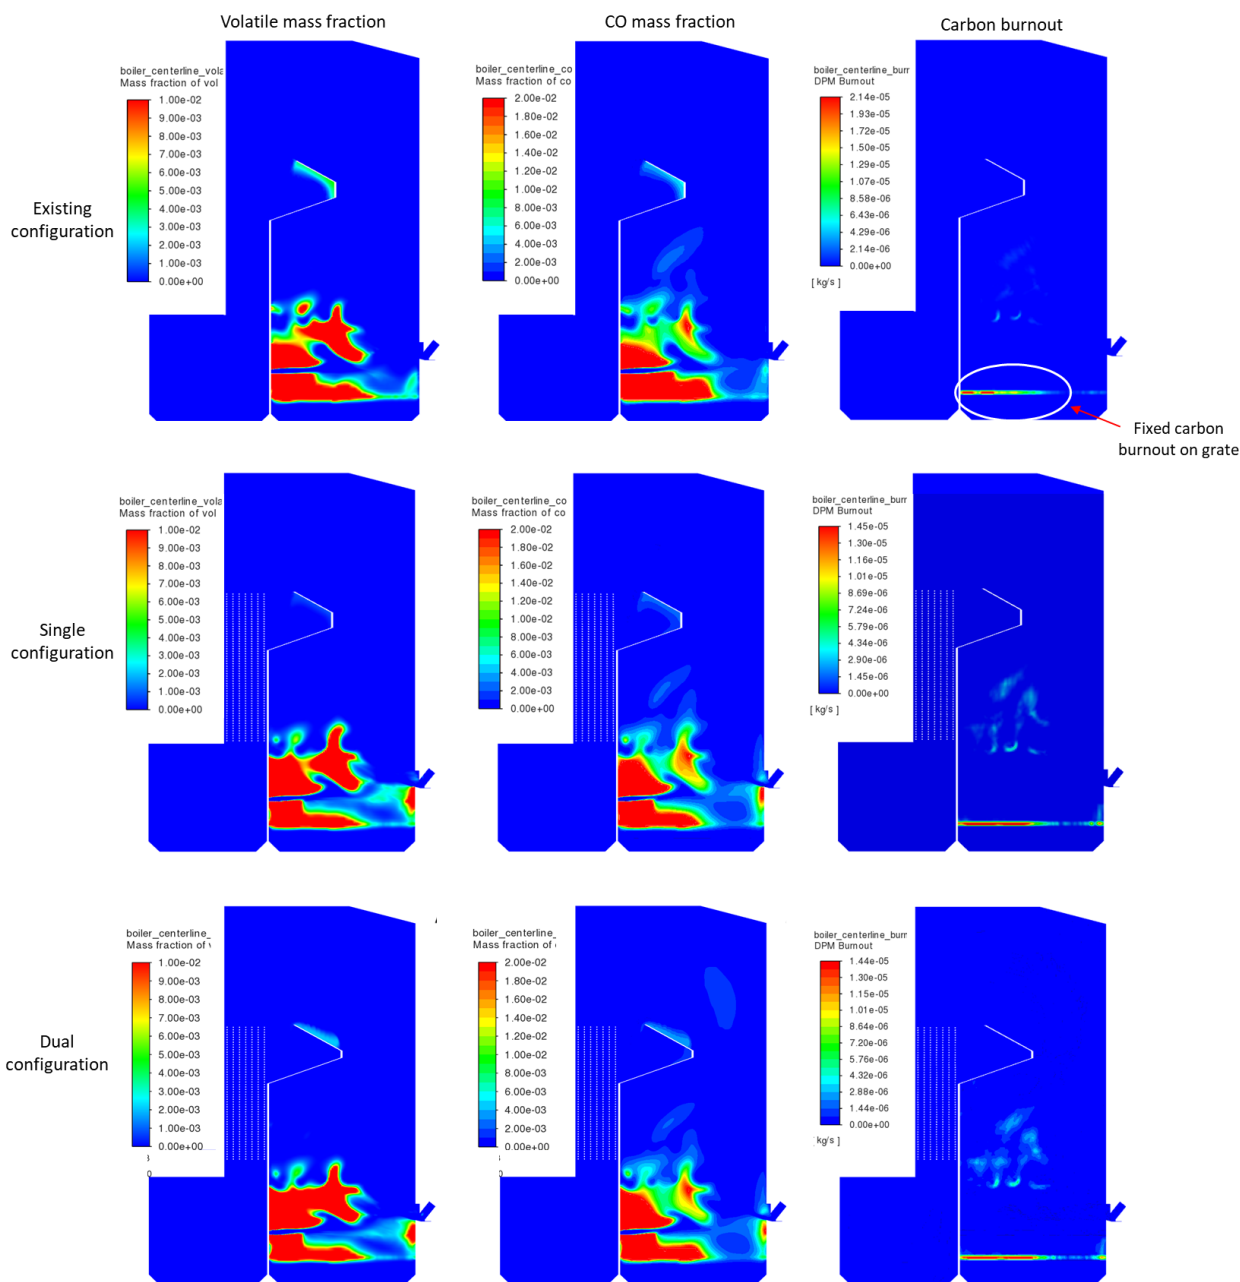 Volatile mass fraction
CO mass fraction
Carbon burnout
Existing
configuration
boiler_centerline_vola
Mass fraction of vol
1.00e-02
9.00e-03
8.00e-03
7.00e-03
6.00e-03
5.00e-03
4.00e-03
3.00e-03
2.00e-03
1.00e-03
0.00e+00
boiler_centerline_co
Mass fraction of co
2.00e-02
1.80e-02
1.60e-02
1.40e-02
1.20e-02
1.00e-02
8.00e-03
6.00e-03
4.00e-03
2.00e-03
0.00e+00
boiler_centerline_burr
DPM Burnout
2.14e-05
1.93e-05
1.72e-05
1.50e-05
1.29e-05
1.07e-05
8.58e-06
6.43e-06
4.29e-06
2.14e-06
0.00e+00
[ kg/s ]
Fixed carbon
burnout on grate
Single
configuration
boiler_centerline_vola
Mass fraction of vol
1.00e-02
9.00e-03
8.00e-03
7.00e-03
6.00e-03
5.00e-03
4.00e-03
3.00e-03
2.00e-03
1.00e-03
0.00e+00
boiler_centerline_co
Mass fraction of co
2.00e-02
1.80e-02
1.60e-02
1.40e-02
1.20e-02
1.00e-02
8.00e-03
6.00e-03
4.00e-03
2.00e-03
0.00e+00
boiler_centerline_burr
DPM Burnout
1.45e-05
1.16e-05
1.01e-05
8.69e-06
7.24e-06
5.79e-06
4.34e-06
2.90e-06
1.45e-06
0.00e+00
[ kg/s ]
Dual
configuration
boiler_centerline_
Mass fraction of
1.00e-02
9.00e-03
8.00e-03
7.00e-03
6.00e-03
5.00e-03
4.00e-03
3.00e-03
2.00e-03
1.00e-03
0.00e+00
boiler_centerline_
Mass fraction of
2.00e-02
1.80e-02
1.60e-02
1.40e-02
1.20e-02
1.00e-02
8.00e-03
6.00e-03
4.00e-03
2.00e-03
0.00e+00
boiler_centerline_burr
DPM Burnout
1.44e-05
1.30e-05
1.15e-05
1.01e-05
8.64e-06
7.20e-06
5.76e-06
4.32e-06
2.88e-06
1.44e-06
0.00e+00
kg/s ]